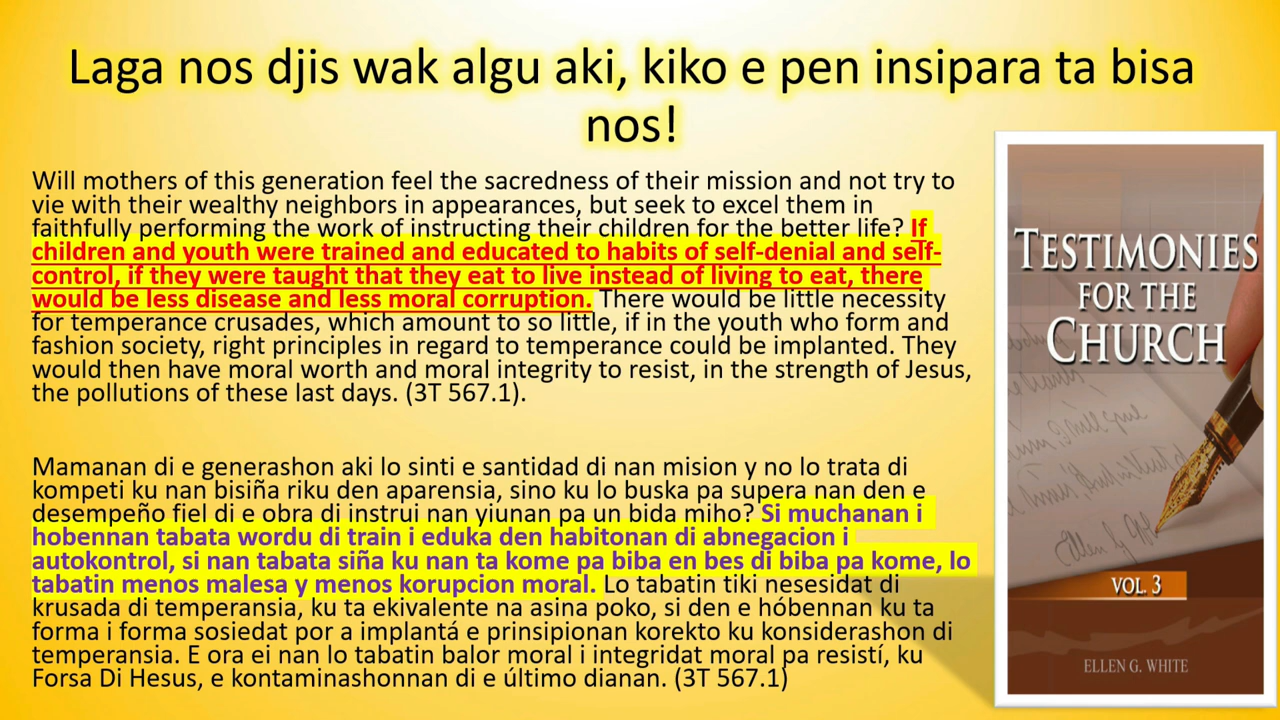 Laga nos djis wak algu aki, kiko e pen insipara ta bisa
nos!
Will mothers of this generation feel the sacredness of their mission and not try to
vie with their wealthy neighbors in appearances, but seek to excel them in
faithfully performing the work of instructing their children for the better life? If
children and youth were trained and educated to habits of self-denial and self-
control, if they were taught that they eat to live instead of living to eat, there
would be less disease and less moral corruption. There would be little necessity
for temperance crusades, which amount to so little, if in the youth who form and
fashion society, right principles in regard to temperance could be implanted. They
would then have moral worth and moral integrity to resist, in the strength of Jesus,
the pollutions of these last days. (3T 567.1).
Mamanan di e generashon aki lo sinti e santidad di nan mision y no lo trata di
kompeti ku nan bisiña riku den aparensia, sino ku lo buska pa supera nan den e
desempeño fiel di e obra di instrui nan yiunan pa un bida miho? Si muchanan i
hobennan tabata wordu di train i eduka den habitonan di abnegacion i
autokontrol, si nan tabata siña ku nan ta kome pa biba en bes di biba pa kome, lo
tabatin menos malesa y menos korupcion moral. Lo tabatin tiki nesesidat di
krusada di temperansia, ku ta ekivalente na asina poko, si den e hóbennan ku ta
forma i forma sosiedat por a implantá e prinsipionan korekto ku konsiderashon di
temperansia. E ora ei nan lo tabatin balor moral i integridat moral pa resistí, ku
Forsa Di Hesus, e kontaminashonnan di e último dianan. (3T 567.1)
TESTIMONIES
FOR THE
CHURCH
VOL. 3
ELLEN G. WHITE